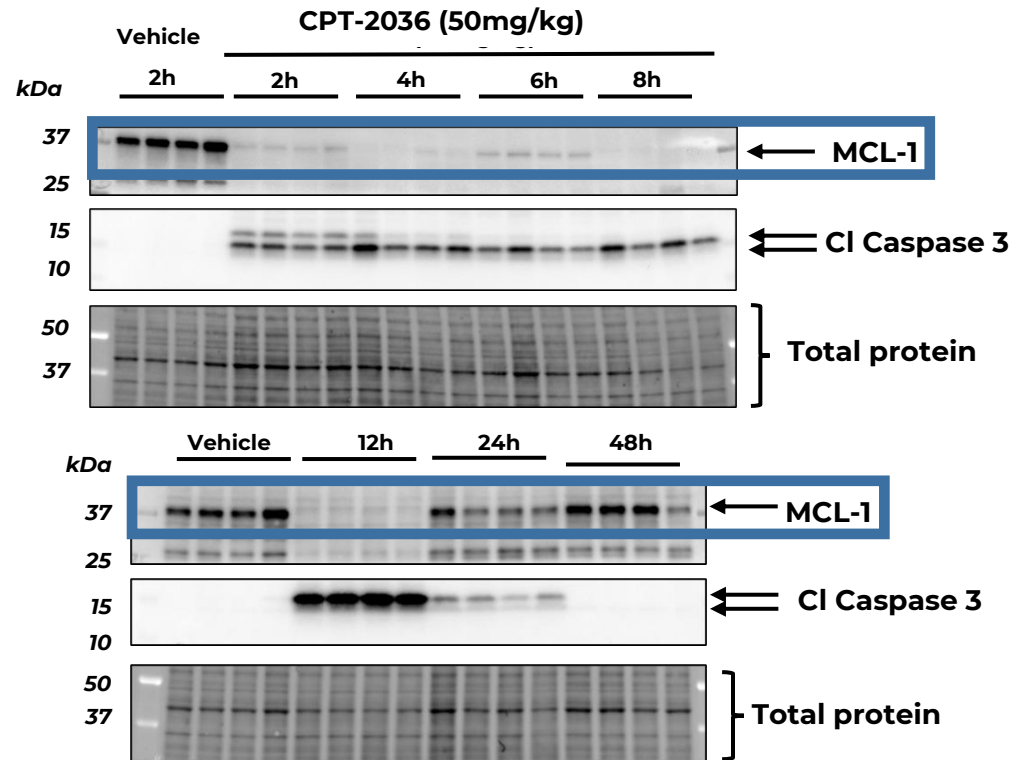 CPT-2036 (50mg/kg)
Vehicle
2h 2h 4h 6h 8h
kDa
37
MCL-1
25
15
Cl Caspase 3
10
50
Total protein
37
Vehicle 12h 24h 48h
kDa
37
MCL-1
25
15
Cl Caspase 3
10
50
37
Total protein